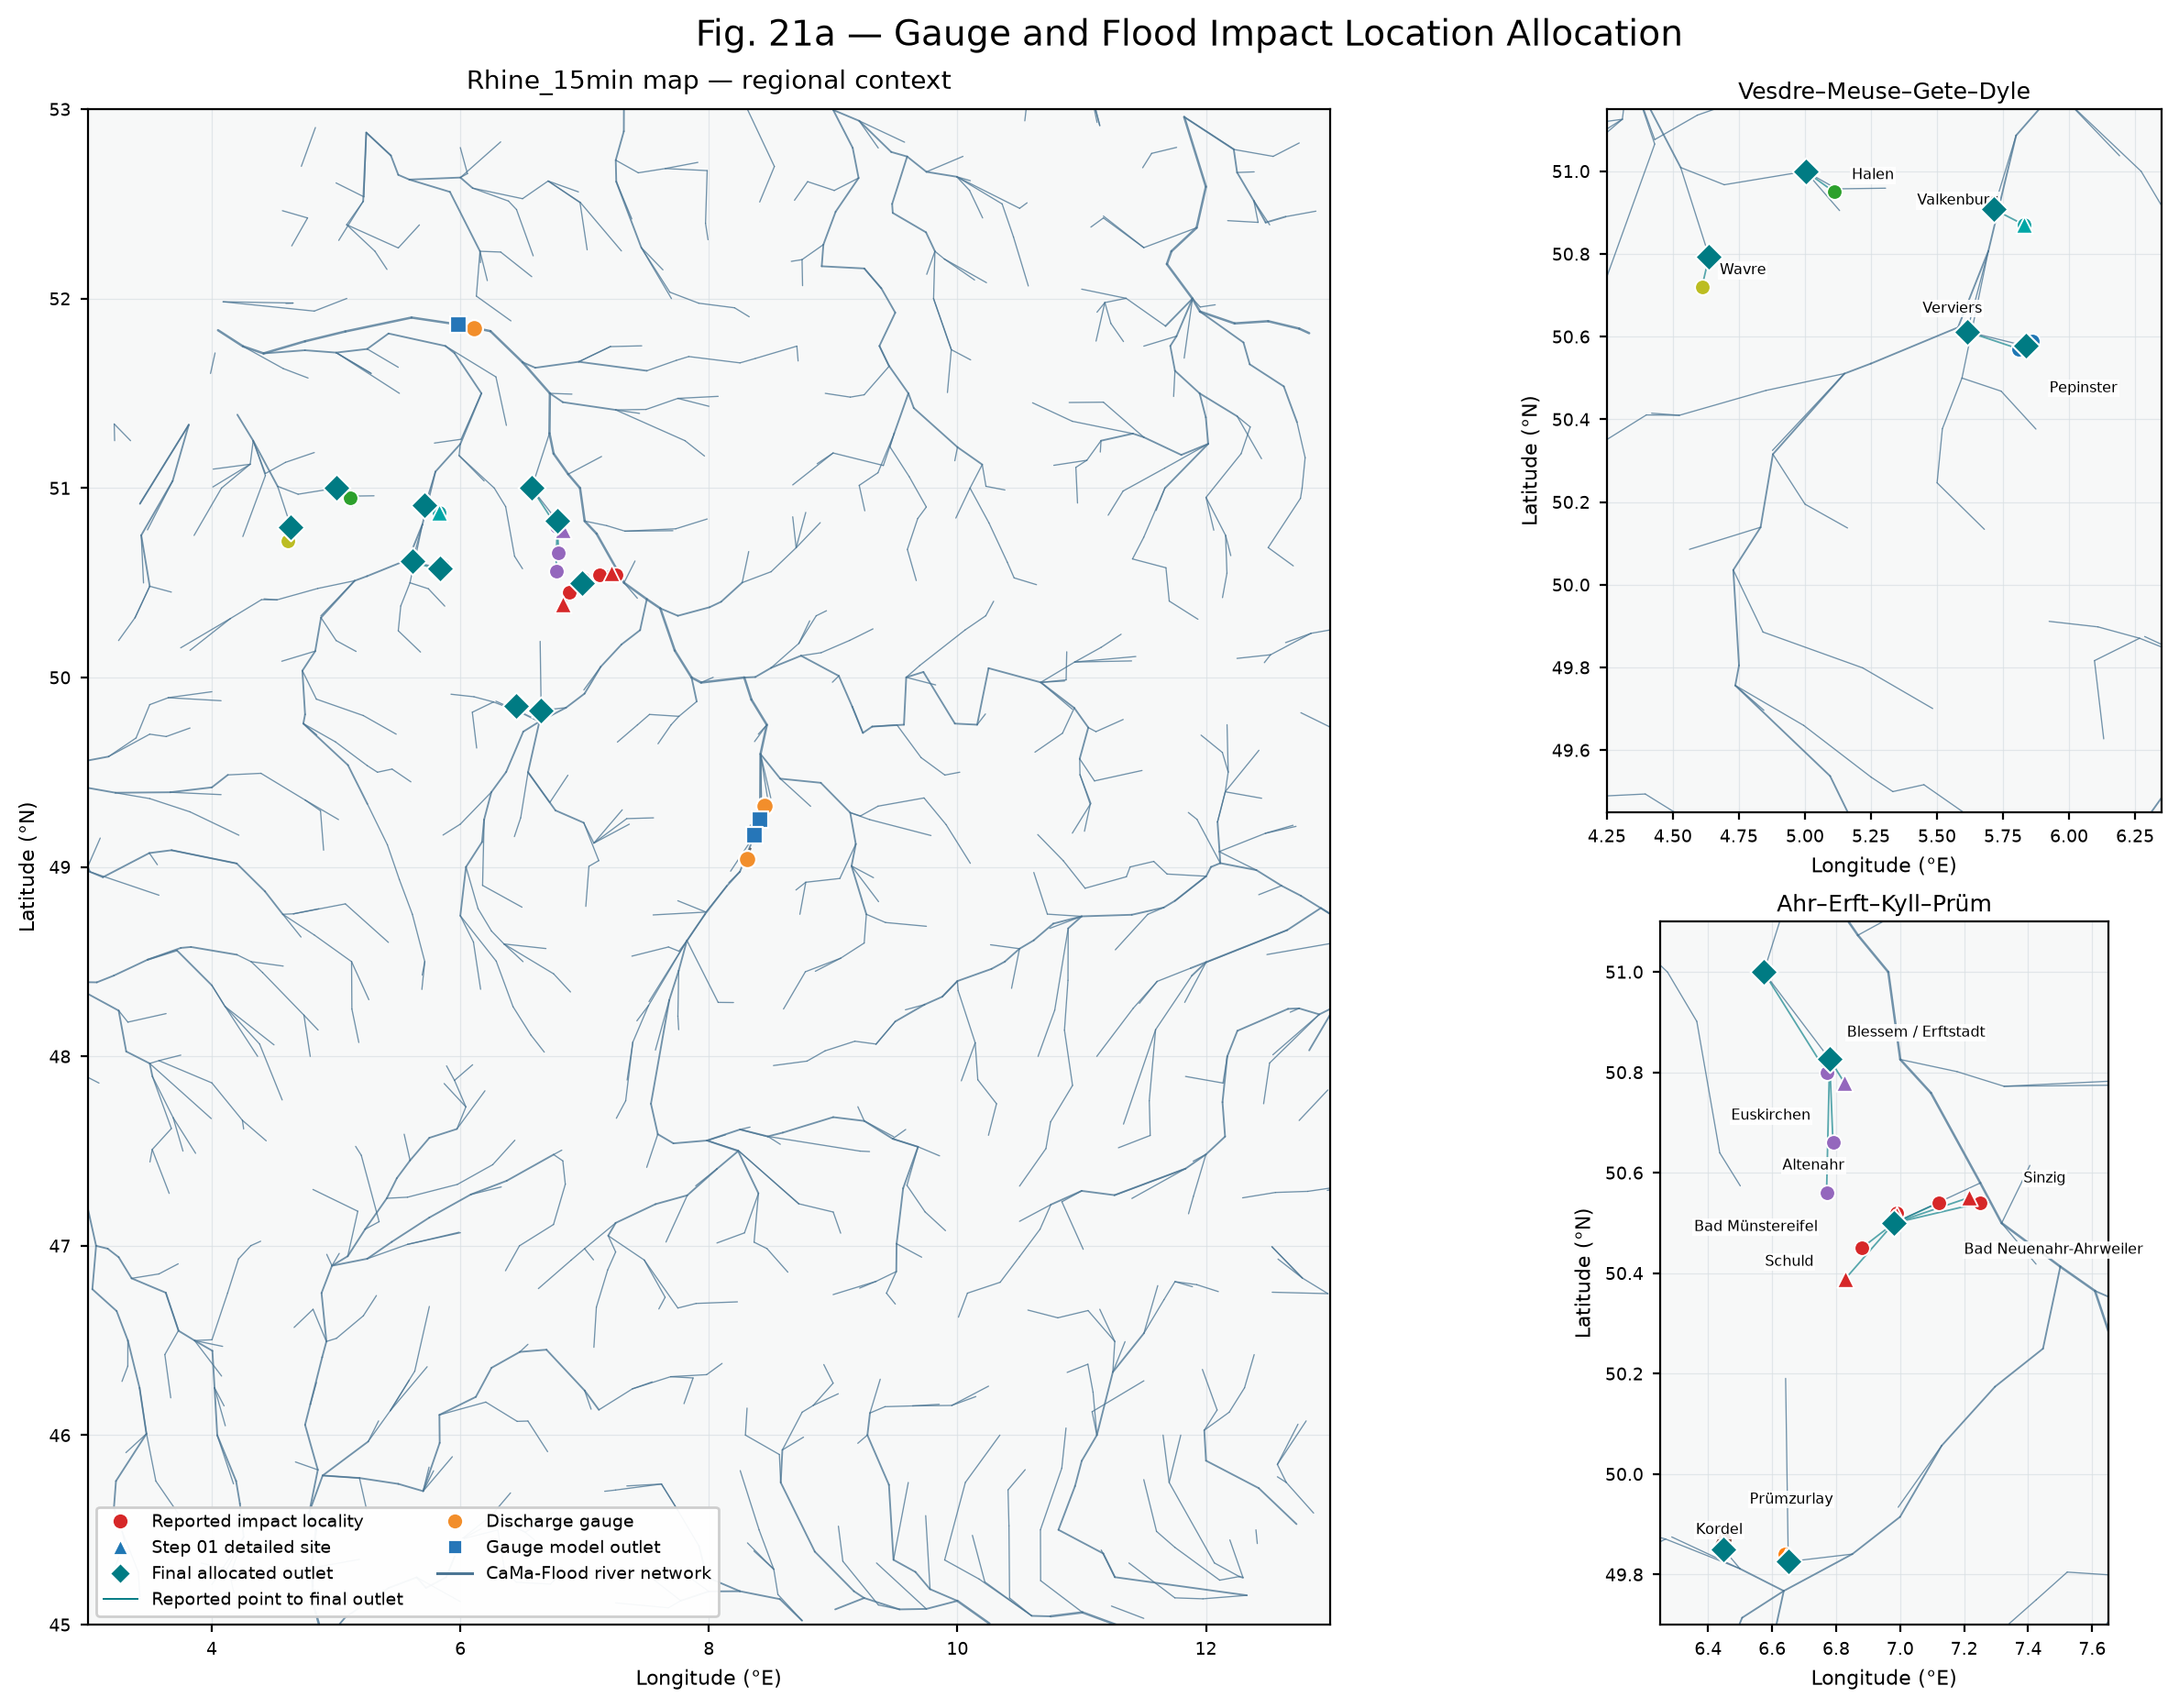 Fig. 21a — Gauge and Flood Impact Location Allocation
Rhine_15min map — regional context
53
52
51
50
49
48
47
46
45
4
6
8
10
12
Latitude (°N)
Longitude (°E)
Reported impact locality
Step 01 detailed site
Final allocated outlet
Reported point to final outlet
Discharge gauge
Gauge model outlet
CaMa-Flood river network
Vesdre–Meuse–Gete–Dyle
51.0
50.8
50.6
50.4
50.2
50.0
49.8
49.6
Halen
Valkenbur
Wavre
Verviers
Pepinster
4.25
4.50
4.75
5.00
5.25
5.50
5.75
6.00
6.25
Latitude (°N)
Longitude (°E)
Ahr–Erft–Kyll–Prüm
51.0
50.8
50.6
50.4
50.2
50.0
49.8
Blessem / Erftstadt
Euskirchen
Altenahr
Sinzig
Bad Münstereifel
Bad Neuenahr-Ahrweiler
Schuld
Prümzurlay
Kordel
6.4
6.6
6.8
7.0
7.2
7.4
7.6
Latitude (°N)
Longitude (°E)